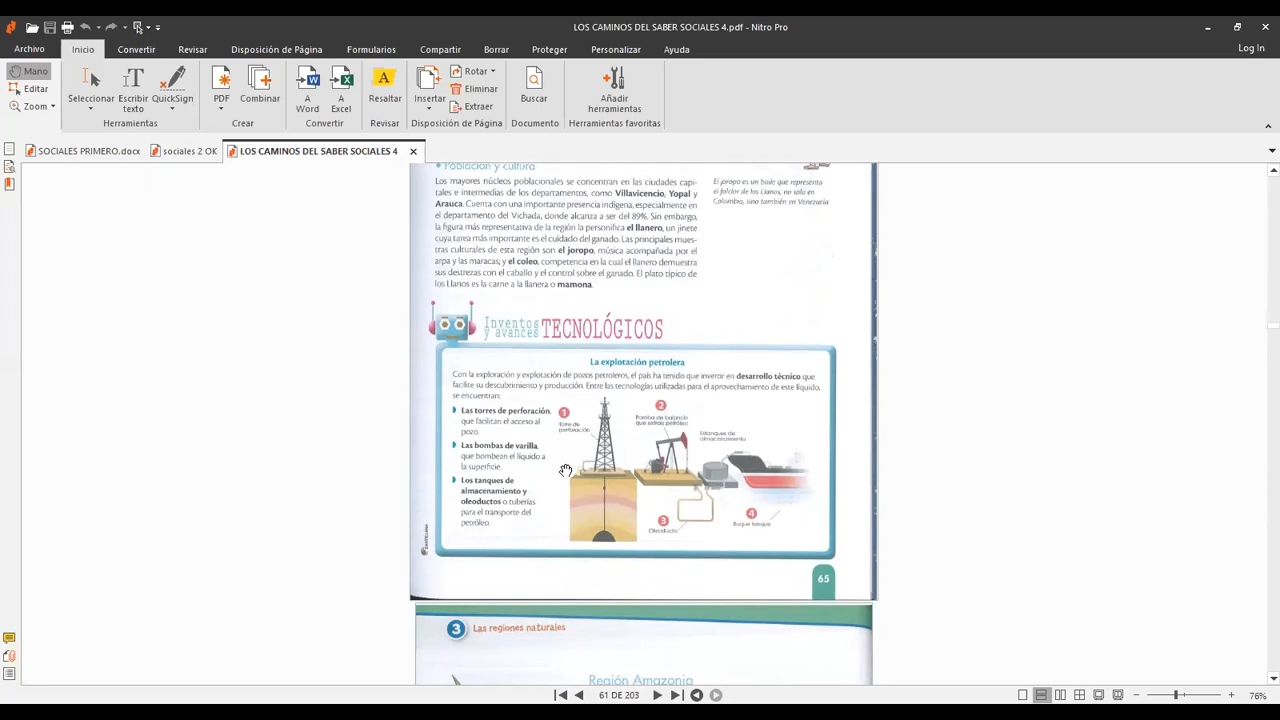 LOS CAMINOS DEL SABER SOCIALES 4.pdf - Nitro Pro
Archivo Inicio Convertir Revisar Disposición de Página Formularios Compartir Borrar Proteger Personalizar Ayuda Log In
Mano
Editar
Zoom
Seleccionar Escribir texto QuickSign PDF Combinar A Word A Excel Resaltar Insertar Rotar Eliminar Extraer Buscar Añadir herramientas
Herramientas Crear Convertir Revisar Disposición de Página Documento Herramientas favoritas
SOCIALES PRIMERO.docx sociales 2 OK LOS CAMINOS DEL SABER SOCIALES 4
• Población y cultura
Los mayores núcleos poblacionales se concentran en las ciudades capi-
tales e intermedias de los departamentos, como Villavicencio, Yopal y
Arauca. Cuenta con una importante presencia indígena, especialmente en
el departamento del Vichada, donde alcanza a ser del 89%. Sin embargo,
la figura más representativa de la región la personifica el llanero, un jinete
cuya tarea más importante es el cuidado del ganado. Las principales mues-
tras culturales de esta región son el joropo, música acompañada por el
arpa y las maracas; y el coleo, competencia en la cual el llanero demuestra
sus destrezas con el caballo y el control sobre el ganado. El plato típico de
los Llanos es la carne a la llanera o mamona.
El joropo es un baile que representa
el folclor de los Llanos, no solo en
Colombia, sino también en Venezuela.
Inventos
y avances TECNOLÓGICOS
La explotación petrolera
Con la exploración y explotación de pozos petroleros, el país ha tenido que invertir en desarrollo técnico que
facilite su descubrimiento y producción. Entre las tecnologías utilizadas para el aprovechamiento de este líquido,
se encuentran:
Las torres de perforación,
que facilitan el acceso al
pozo.
Las bombas de varilla,
que bombean el líquido a
la superficie.
Los tanques de
almacenamiento y
oleoductos o tuberías
para el transporte del
petróleo.
1
Torre de
perforación
2
Bomba de balancín
que extrae petróleo
Estanques de
almacenamiento
3
Oleoducto
4
Buque tanque
SANTILLANA
65
3 Las regiones naturales
Región Amazonia
61 DE 203
76%